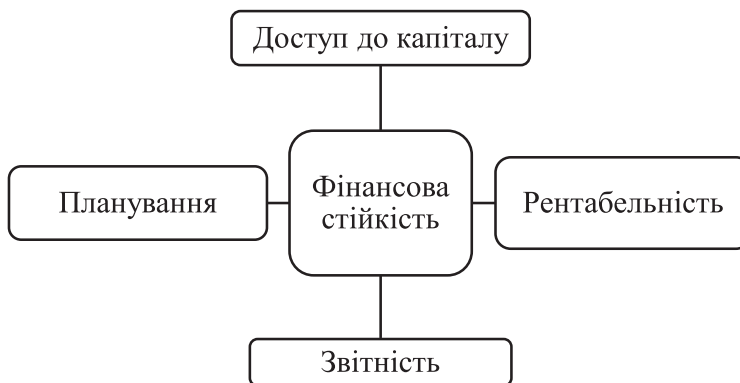 Доступ до капіталу
Планування
Фінансова
стійкість
Рентабельність
Звітність